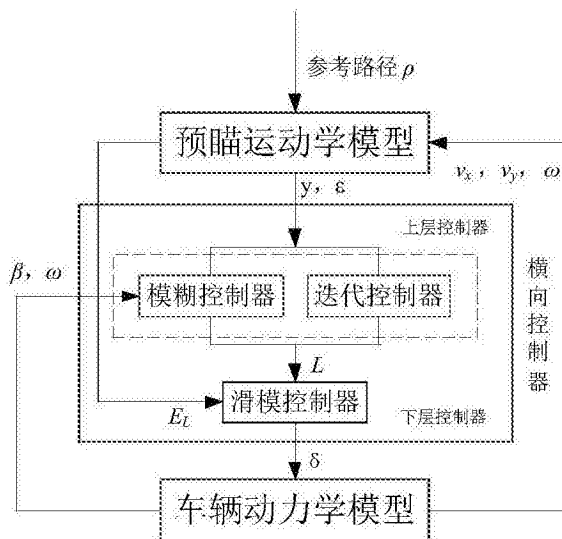 参考路径 ρ
预瞄运动学模型
v_x，v_y，ω
y，ε
上层控制器
β，ω
模糊控制器
迭代控制器
横向控制器
L
滑模控制器
E_L
下层控制器
δ
车辆动力学模型